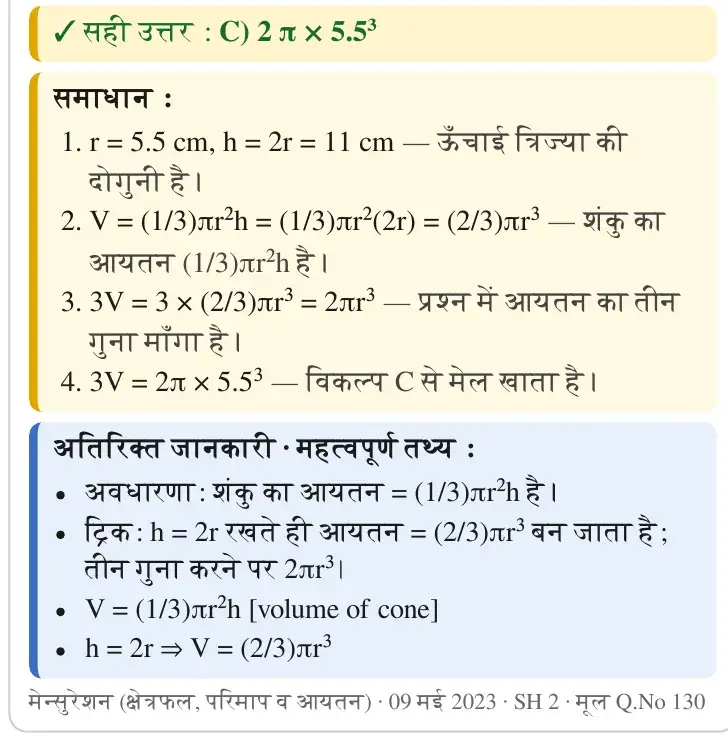 ✓ सही उत्तर : C) 2 π × 5.5³
समाधान :
1. r = 5.5 cm, h = 2r = 11 cm — ऊँचाई त्रिज्या की
दोगुनी है।
2. V = (1/3)πr²h = (1/3)πr²(2r) = (2/3)πr³ — शंकु का
आयतन (1/3)πr²h है।
3. 3V = 3 × (2/3)πr³ = 2πr³ — प्रश्न में आयतन का तीन
गुना माँगा है।
4. 3V = 2π × 5.5³ — विकल्प C से मेल खाता है।
अतिरिक्त जानकारी · महत्वपूर्ण तथ्य :
• अवधारणा : शंकु का आयतन = (1/3)πr²h है।
• ट्रिक : h = 2r रखते ही आयतन = (2/3)πr³ बन जाता है ;
तीन गुना करने पर 2πr³।
• V = (1/3)πr²h [volume of cone]
• h = 2r ⇒ V = (2/3)πr³
मेन्सुरेशन (क्षेत्रफल, परिमाप व आयतन) · 09 मई 2023 · SH 2 · मूल Q.No 130